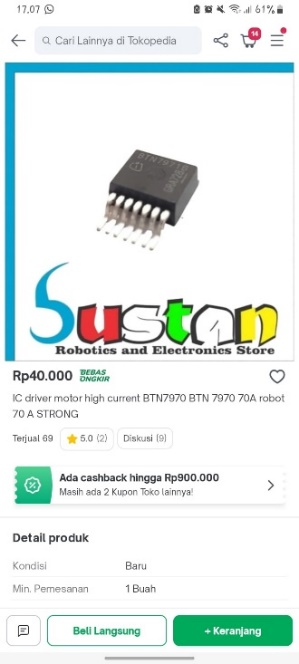 17.07
61%
Cari Lainnya di Tokopedia
14
Sustan
Robotics and Electronics Store
Rp40.000 BEBAS ONGKIR
IC driver motor high current BTN7970 BTN 7970 70A robot
70 A STRONG
Terjual 69 5.0 (2) Diskusi (9)
Ada cashback hingga Rp900.000
Masih ada 2 Kupon Toko lainnya!
Detail produk
Kondisi Baru
Min. Pemesanan 1 Buah
Beli Langsung + Keranjang